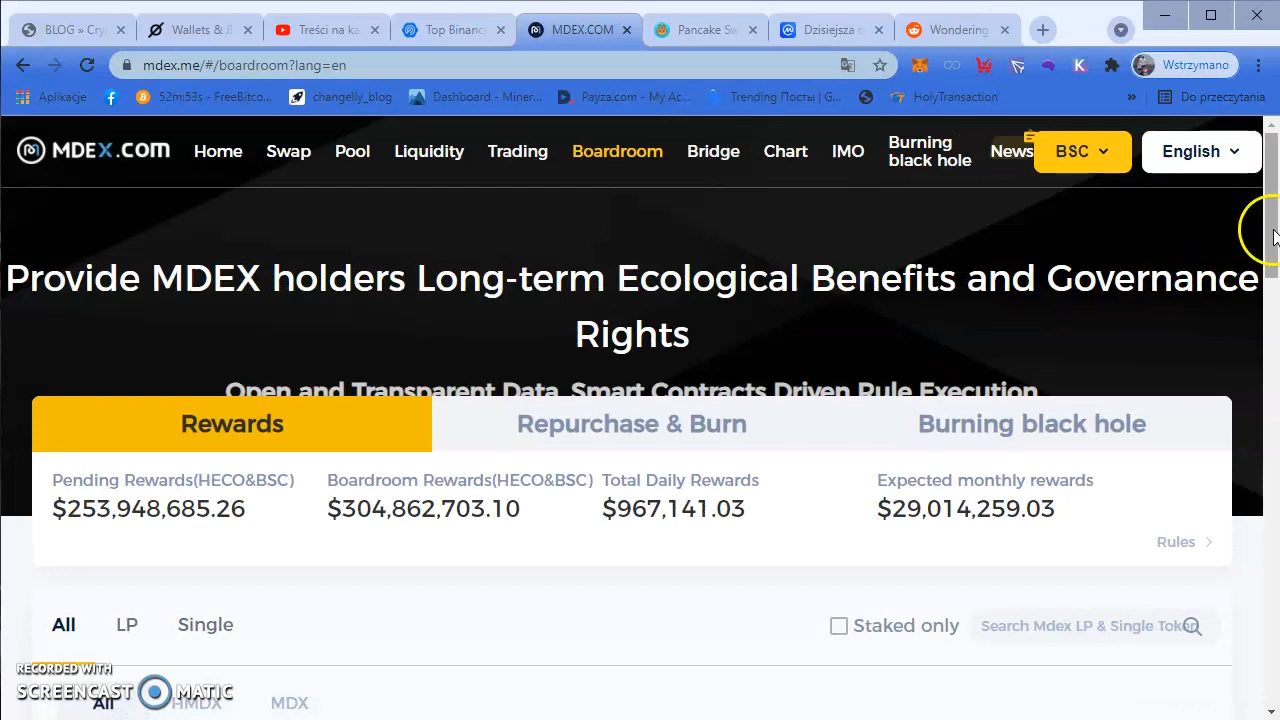 BLOG » Cry
Wallets & E
Treści na ka
Top Binanc
MDEX.COM
Pancake Sw
Dzisiejsza c
Wondering
mdex.me/#/boardroom?lang=en
Wstrzymano
Aplikacje
52m:53s - FreeBitco...
changelly_blog
Dashboard - Miner...
Payza.com - My Ac...
Trending Посты | G...
HolyTransaction
»
Do przeczytania
MDEX.COM
Home
Swap
Pool
Liquidity
Trading
Boardroom
Bridge
Chart
IMO
Burning
black hole
News
BSC
English
Provide MDEX holders Long-term Ecological Benefits and Governance
Rights
Open and Transparent Data, Smart Contracts Driven Rule Execution
Rewards
Repurchase & Burn
Burning black hole
Pending Rewards(HECO&BSC)
Boardroom Rewards(HECO&BSC)
Total Daily Rewards
Expected monthly rewards
$253,948,685.26
$304,862,703.10
$967,141.03
$29,014,259.03
Rules
All
LP
Single
Staked only
Search Mdex LP & Single Token
RECORDED WITH
SCREENCAST MATIC
All
HMDX
MDX